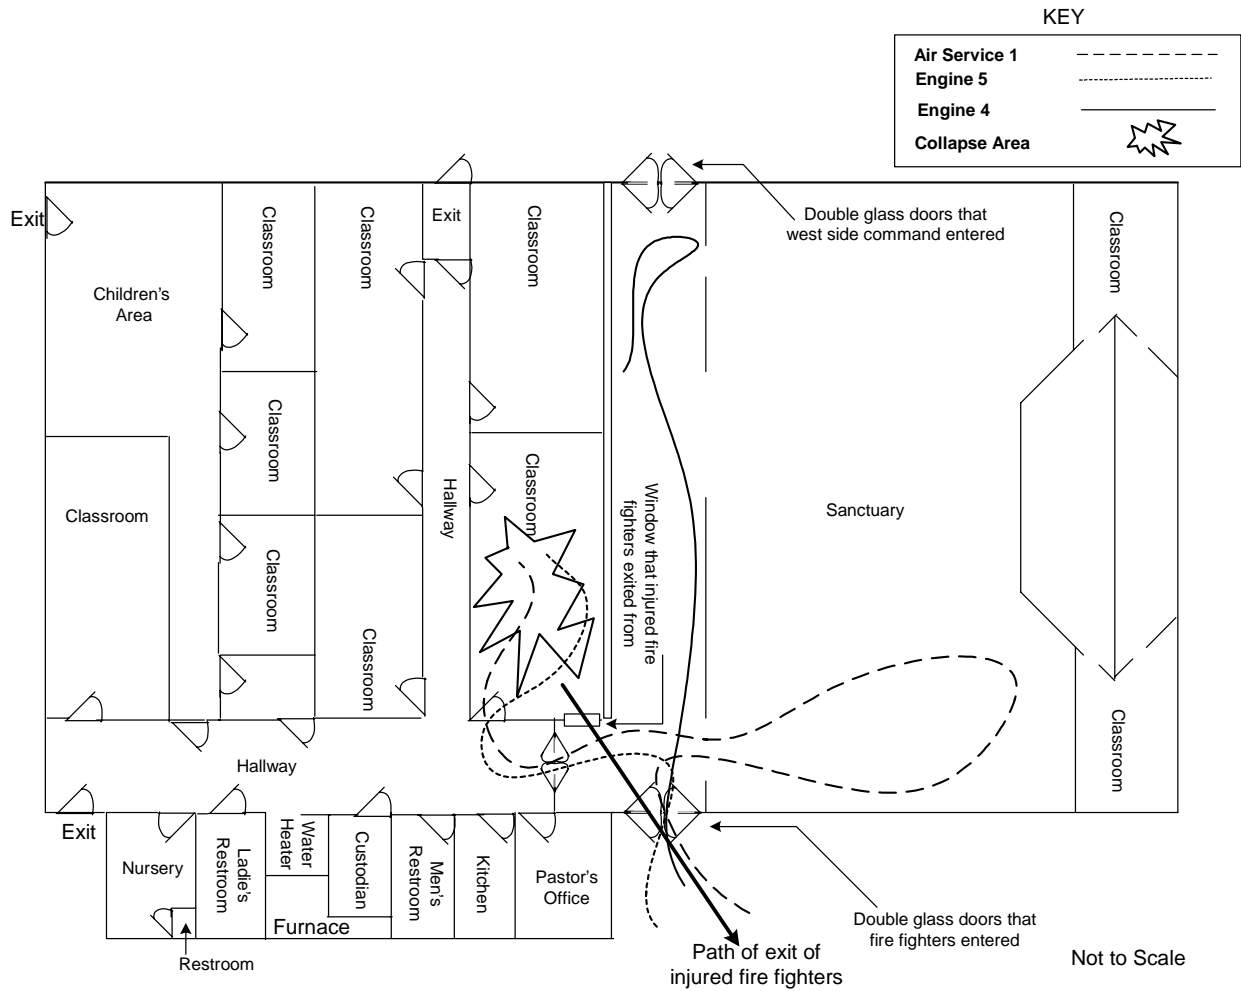 KEY
Air Service 1
Engine 5
Engine 4
Collapse Area
Exit
Exit
Double glass doors that
west side command entered
Classroom
Classroom
Classroom
Classroom
Children's
Area
Classroom
Classroom
Hallway
Classroom
Window that injured fire
fighters exited from
Sanctuary
Classroom
Classroom
Classroom
Classroom
Hallway
Exit
Nursery
Ladie's
Restroom
Water
Heater
Custodian
Men's
Restroom
Kitchen
Pastor's
Office
Furnace
Restroom
Double glass doors that
fire fighters entered
Path of exit of
injured fire fighters
Not to Scale